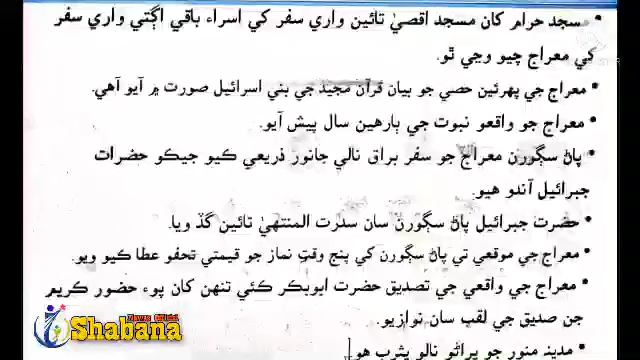 • مسجد حرام کان مسجد اقصيٰ تائين واري سفر کي اسراء باقي اڳتي واري سفر
کي معراج چيو وڃي ٿو.
• معراج جي پهرئين حصي جو بيان قرآن مجيد جي بني اسرائيل صورت ۾ آيو آهي.
• معراج جو واقعو نبوت جي ٻارهين سال پيش آيو.
• پاڻ سڳورن معراج جو سفر براق نالي جانور ذريعي ڪيو جيڪو حضرات
جبرائيل آندو هيو.
• حضرت جبرائيل پاڻ سڳورن سان سدرت المنتهيٰ تائين گڏ ويا.
• معراج جي موقعي تي پاڻ سڳورن کي پنج وقت نماز جو قيمتي تحفو عطا ڪيو ويو.
• معراج جي واقعي جي تصديق حضرت ابوبڪر ڪئي تنهن کان پوء حضور ڪريم
جن صديق جي لقب سان نوازيو.
• مدينہ منور جو پراڻو نالو يثرب هو
Official
Shabana